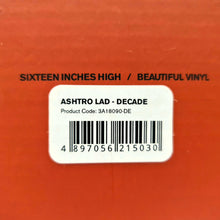 SIXTEEN INCHES HIGH / BEAUTIFUL VINYL
ASHTRO LAD - DECADE
Product Code: 3A18090-DE
4 897056 215030